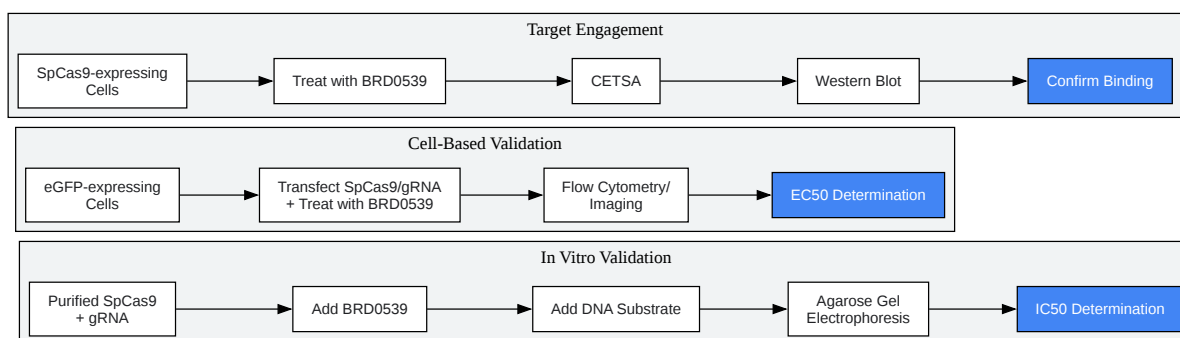 Target Engagement
SpCas9-expressing
Cells
Treat with BRD0539
CETSA
Western Blot
Confirm Binding
Cell-Based Validation
eGFP-expressing
Cells
Transfect SpCas9/gRNA
+ Treat with BRD0539
Flow Cytometry/
Imaging
EC50 Determination
In Vitro Validation
Purified SpCas9
+ gRNA
Add BRD0539
Add DNA Substrate
Agarose Gel
Electrophoresis
IC50 Determination